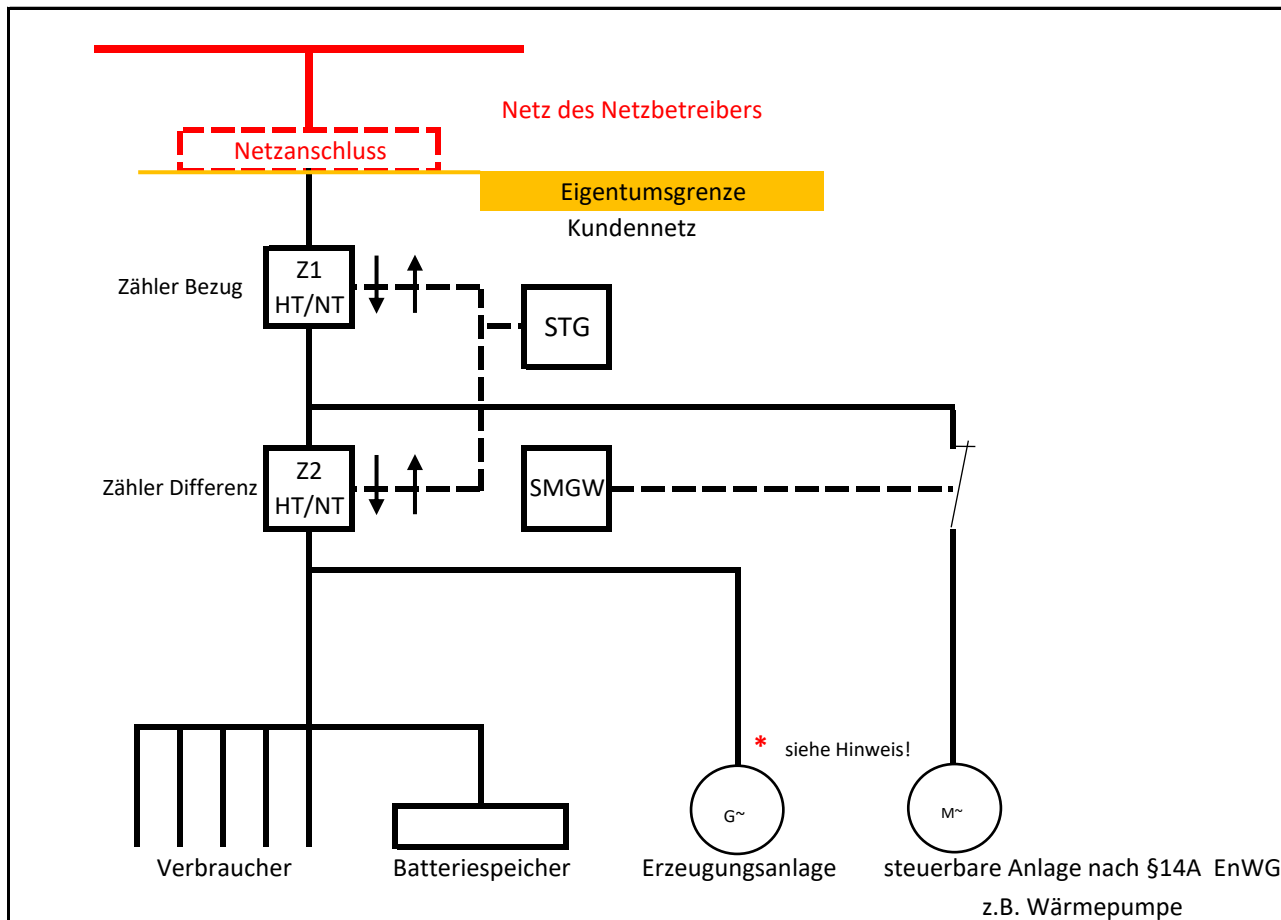 Netz des Netzbetreibers
Netzanschluss
Eigentumsgrenze
Kundennetz
Zähler Bezug
Z1
HT/NT
STG
Zähler Differenz
Z2
HT/NT
SMGW
* siehe Hinweis!
G~
M~
Verbraucher
Batteriespeicher
Erzeugungsanlage
steuerbare Anlage nach §14A EnWG
z.B. Wärmepumpe